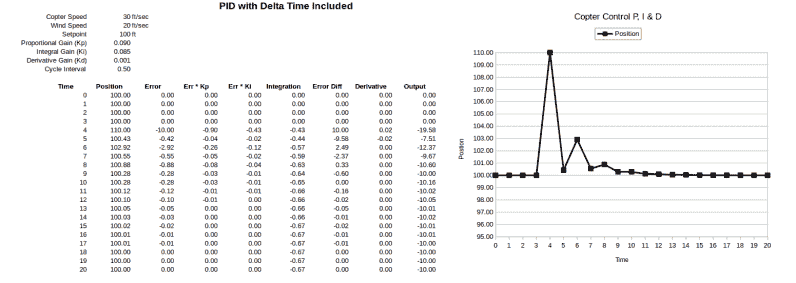 PID with Delta Time Included
Copter Speed 30 ft/sec
Wind Speed 20 ft/sec
Setpoint 100 ft
Proportional Gain (Kp) 0.090
Integral Gain (Ki) 0.085
Derivative Gain (Kd) 0.001
Cycle Interval 0.50
Time Position Error Err * Kp Err * Ki Integration Error Diff Derivative Output
0 100.00 0.00 0.00 0.00 0.00 0.00 0.00 0.00
1 100.00 0.00 0.00 0.00 0.00 0.00 0.00 0.00
2 100.00 0.00 0.00 0.00 0.00 0.00 0.00 0.00
3 100.00 0.00 0.00 0.00 0.00 0.00 0.00 0.00
4 110.00 -10.00 -0.90 -0.43 -0.43 10.00 0.02 -19.58
5 100.43 -0.42 -0.04 -0.02 -0.44 -9.58 -0.02 -7.51
6 102.92 -2.92 -0.26 -0.12 -0.57 2.49 0.00 -12.37
7 100.55 -0.55 -0.05 -0.02 -0.59 -2.37 0.00 -9.67
8 100.88 -0.88 -0.08 -0.04 -0.63 0.33 0.00 -10.60
9 100.28 -0.28 -0.03 -0.01 -0.64 -0.60 0.00 -10.00
10 100.28 -0.28 -0.03 -0.01 -0.65 0.00 0.00 -10.16
11 100.12 -0.12 -0.01 -0.01 -0.66 -0.16 0.00 -10.02
12 100.10 -0.10 -0.01 0.00 -0.66 -0.02 0.00 -10.05
13 100.05 -0.05 0.00 0.00 -0.66 -0.05 0.00 -10.01
14 100.03 -0.03 0.00 0.00 -0.66 -0.01 0.00 -10.02
15 100.02 -0.02 0.00 0.00 -0.67 -0.02 0.00 -10.01
16 100.01 -0.01 0.00 0.00 -0.67 -0.01 0.00 -10.01
17 100.01 -0.01 0.00 0.00 -0.67 -0.01 0.00 -10.00
18 100.00 0.00 0.00 0.00 -0.67 0.00 0.00 -10.00
19 100.00 0.00 0.00 0.00 -0.67 0.00 0.00 -10.00
20 100.00 0.00 0.00 0.00 -0.67 0.00 0.00 -10.00
Copter Control P, I & D
Position
110.00
109.00
108.00
107.00
106.00
105.00
104.00
103.00
102.00
101.00
100.00
99.00
98.00
97.00
96.00
95.00
Position
0 1 2 3 4 5 6 7 8 9 10 11 12 13 14 15 16 17 18 19 20
Time